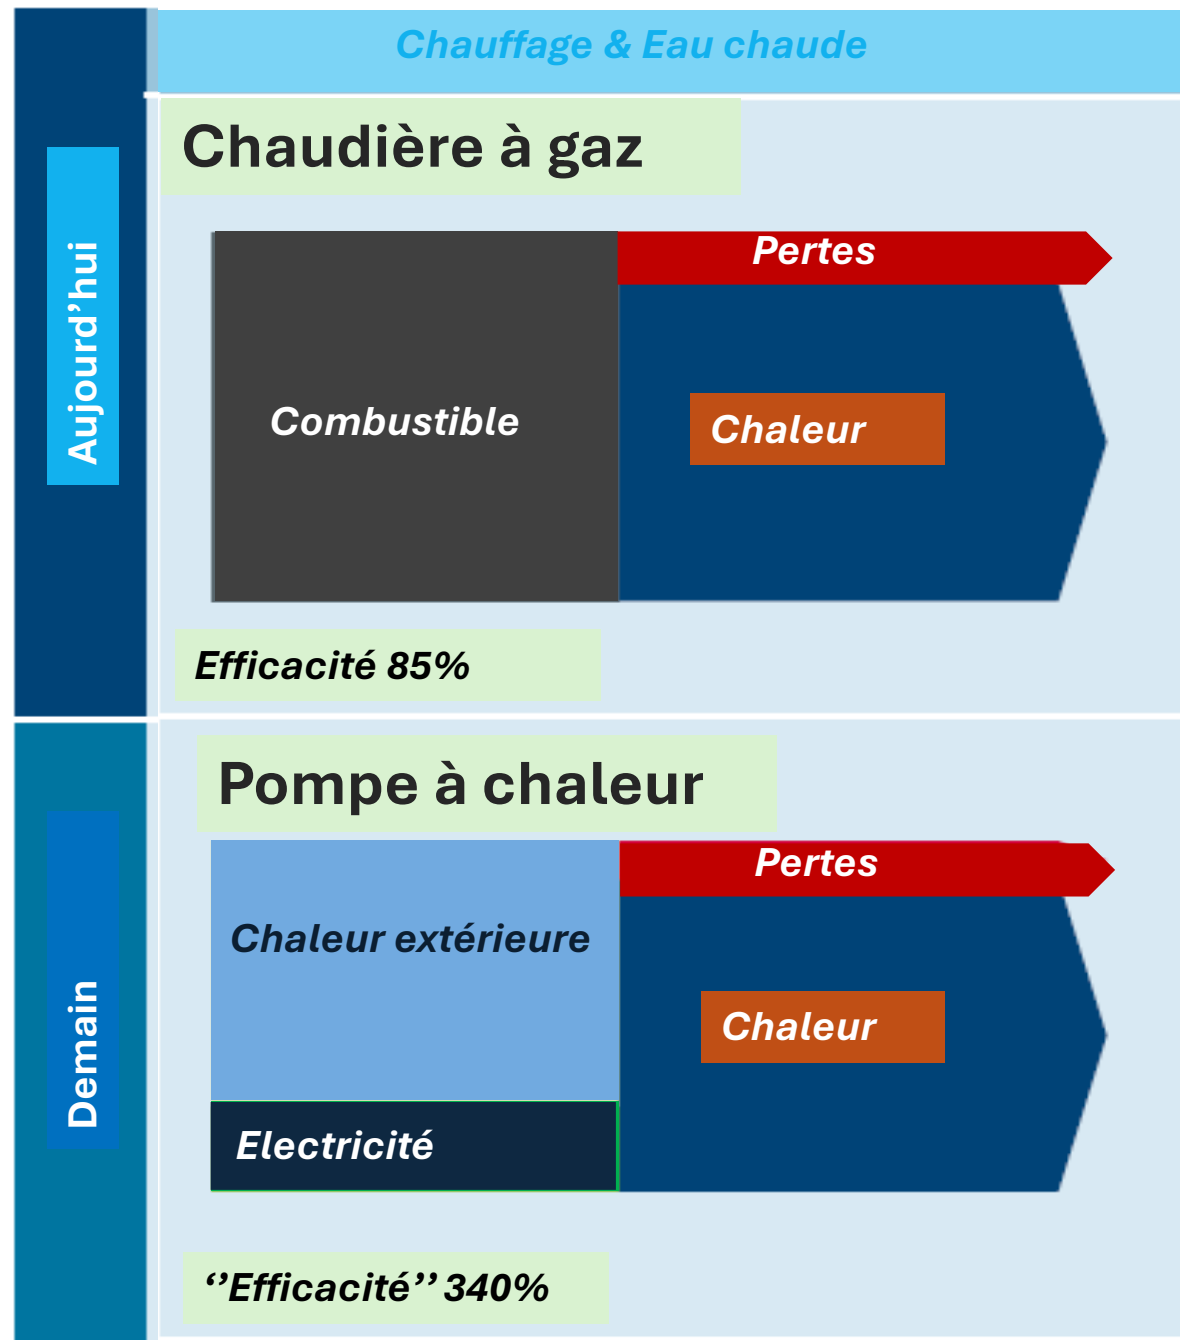 Chauffage & Eau chaude
Aujourd’hui
Chaudière à gaz
Pertes
Combustible
Chaleur
Efficacité 85%
Demain
Pompe à chaleur
Pertes
Chaleur extérieure
Chaleur
Electricité
‘’Efficacité’’ 340%